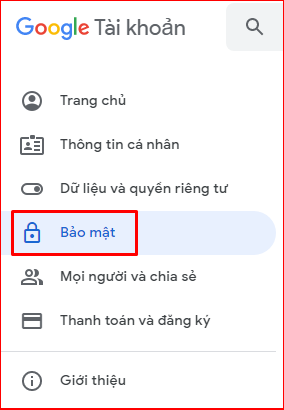 Google Tài khoản
Trang chủ
Thông tin cá nhân
Dữ liệu và quyền riêng tư
Bảo mật
Mọi người và chia sẻ
Thanh toán và đăng ký
Giới thiệu